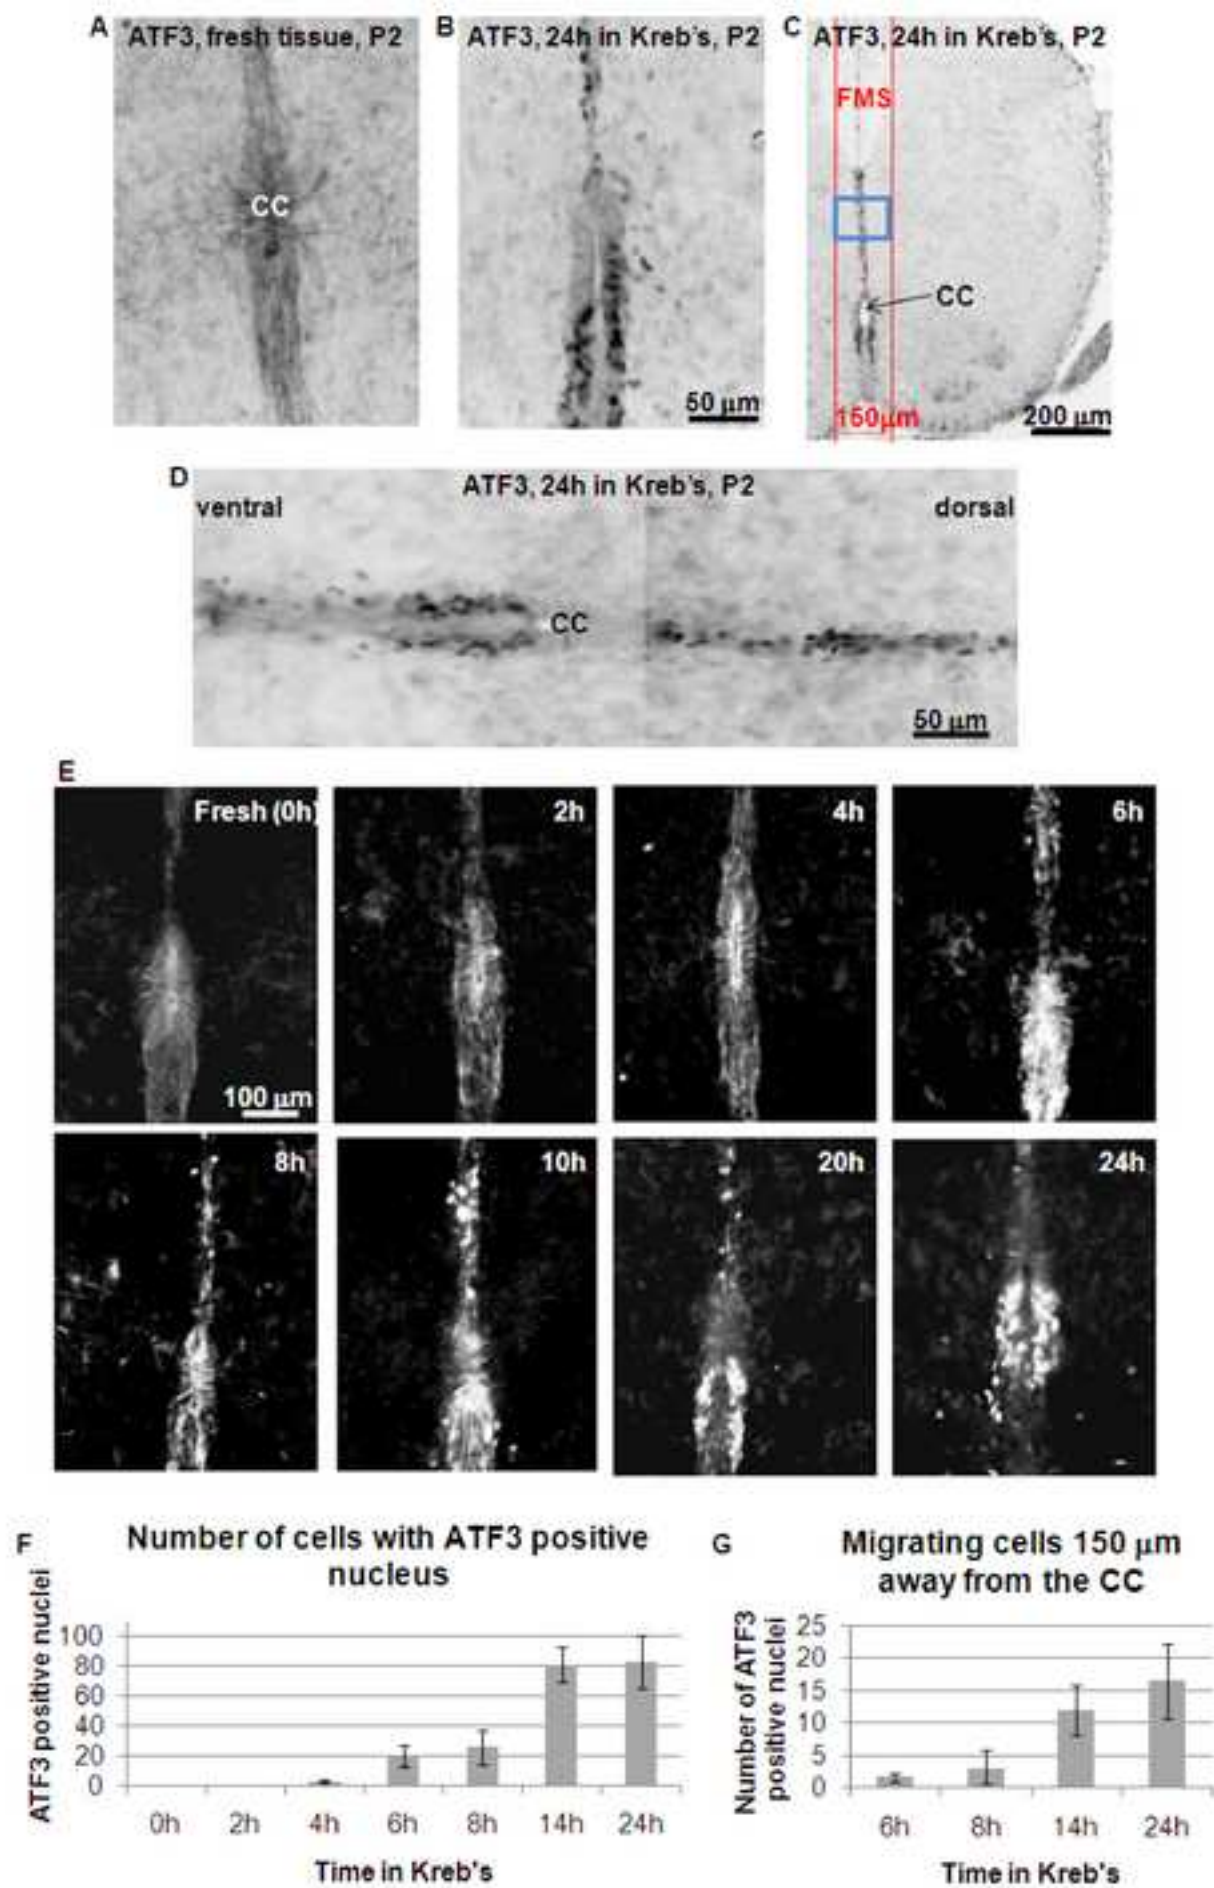 A
ATF3, fresh tissue, P2
CC
B
ATF3, 24h in Kreb's, P2
50 μm
C
ATF3, 24h in Kreb's, P2
FMS
CC
150μm
200 μm
D
ATF3, 24h in Kreb's, P2
ventral
dorsal
CC
50 μm
E
Fresh (0h)
100 μm
2h
4h
6h
8h
10h
20h
24h
F
Number of cells with ATF3 positive
nucleus
ATF3 positive nuclei
100
80
60
40
20
0
0h 2h 4h 6h 8h 14h 24h
Time in Kreb's
G
Migrating cells 150 μm
away from the CC
Number of ATF3
positive nuclei
25
20
15
10
5
0
6h 8h 14h 24h
Time in Kreb's